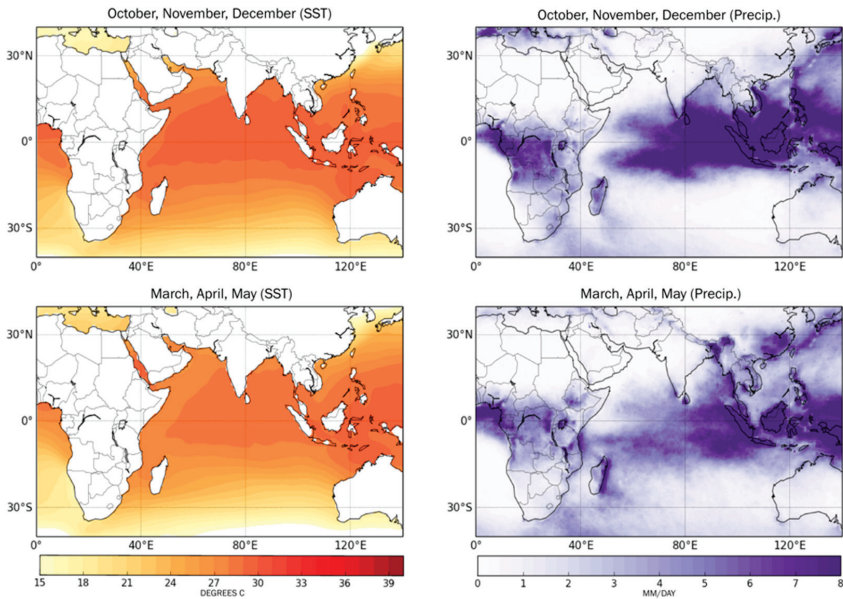 October, November, December (SST)
October, November, December (Precip.)
30°N
0°
30°S
0°
40°E
80°E
120°E
30°N
0°
30°S
0°
40°E
80°E
120°E
March, April, May (SST)
March, April, May (Precip.)
30°N
0°
30°S
0°
40°E
80°E
120°E
30°N
0°
30°S
0°
40°E
80°E
120°E
15 18 21 24 27 30 33 36 39
DEGREES C
0 1 2 3 4 5 6 7 8
MM/DAY